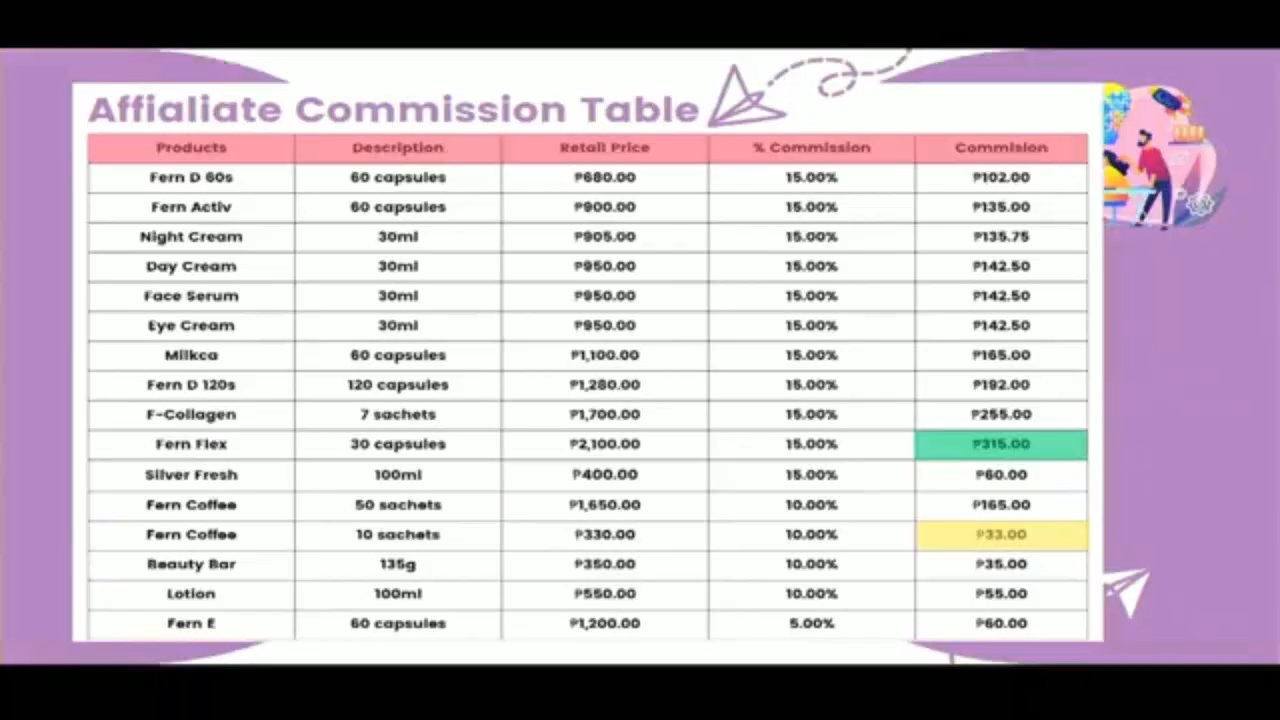 Affialiate Commission Table
Products Description Retail Price % Commission Commision
Fern D 60s 60 capsules ₱680.00 15.00% ₱102.00
Fern Activ 60 capsules ₱900.00 15.00% ₱135.00
Night Cream 30ml ₱905.00 15.00% ₱135.75
Day Cream 30ml ₱950.00 15.00% ₱142.50
Face Serum 30ml ₱950.00 15.00% ₱142.50
Eye Cream 30ml ₱950.00 15.00% ₱142.50
Milkca 60 capsules ₱1,100.00 15.00% ₱165.00
Fern D 120s 120 capsules ₱1,280.00 15.00% ₱192.00
F-Collagen 7 sachets ₱1,700.00 15.00% ₱255.00
Fern Flex 30 capsules ₱2,100.00 15.00% ₱315.00
Silver Fresh 100ml ₱400.00 15.00% ₱60.00
Fern Coffee 50 sachets ₱1,650.00 10.00% ₱165.00
Fern Coffee 10 sachets ₱330.00 10.00% ₱33.00
Beauty Bar 135g ₱350.00 10.00% ₱35.00
Lotion 100ml ₱550.00 10.00% ₱55.00
Fern E 60 capsules ₱1,200.00 5.00% ₱60.00